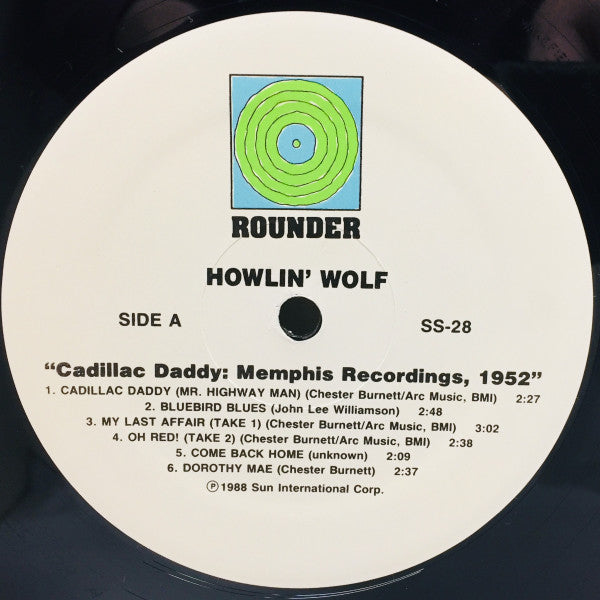 ROUNDER
HOWLIN' WOLF
SIDE A
SS-28
"Cadillac Daddy: Memphis Recordings, 1952"
1. CADILLAC DADDY (MR. HIGHWAY MAN) (Chester Burnett/Arc Music, BMI) 2:27
2. BLUEBIRD BLUES (John Lee Williamson) 2:48
3. MY LAST AFFAIR (TAKE 1) (Chester Burnett/Arc Music, BMI) 3:02
4. OH RED! (TAKE 2) (Chester Burnett/Arc Music, BMI) 2:38
5. COME BACK HOME (unknown) 2:09
6. DOROTHY MAE (Chester Burnett) 2:37
℗ 1988 Sun International Corp.